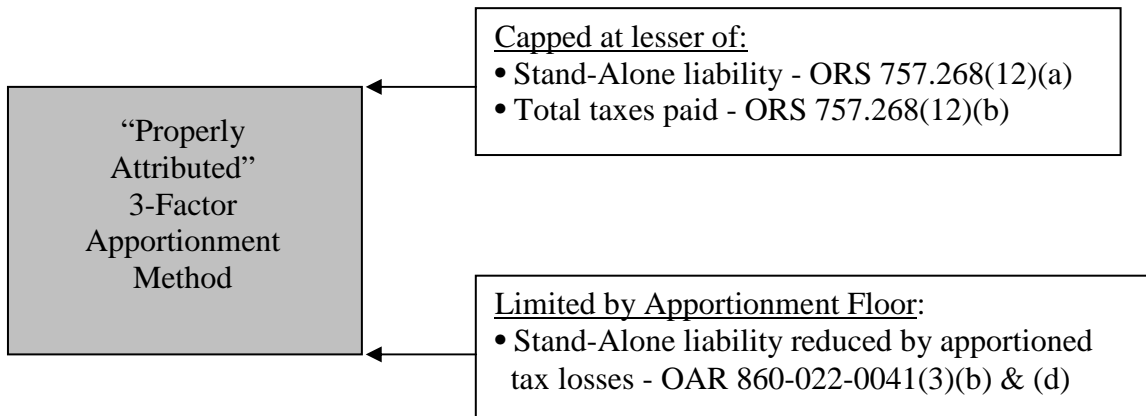 Capped at lesser of:
• Stand-Alone liability - ORS 757.268(12)(a)
• Total taxes paid - ORS 757.268(12)(b)
“Properly
Attributed”
3-Factor
Apportionment
Method
Limited by Apportionment Floor:
• Stand-Alone liability reduced by apportioned
tax losses - OAR 860-022-0041(3)(b) & (d)